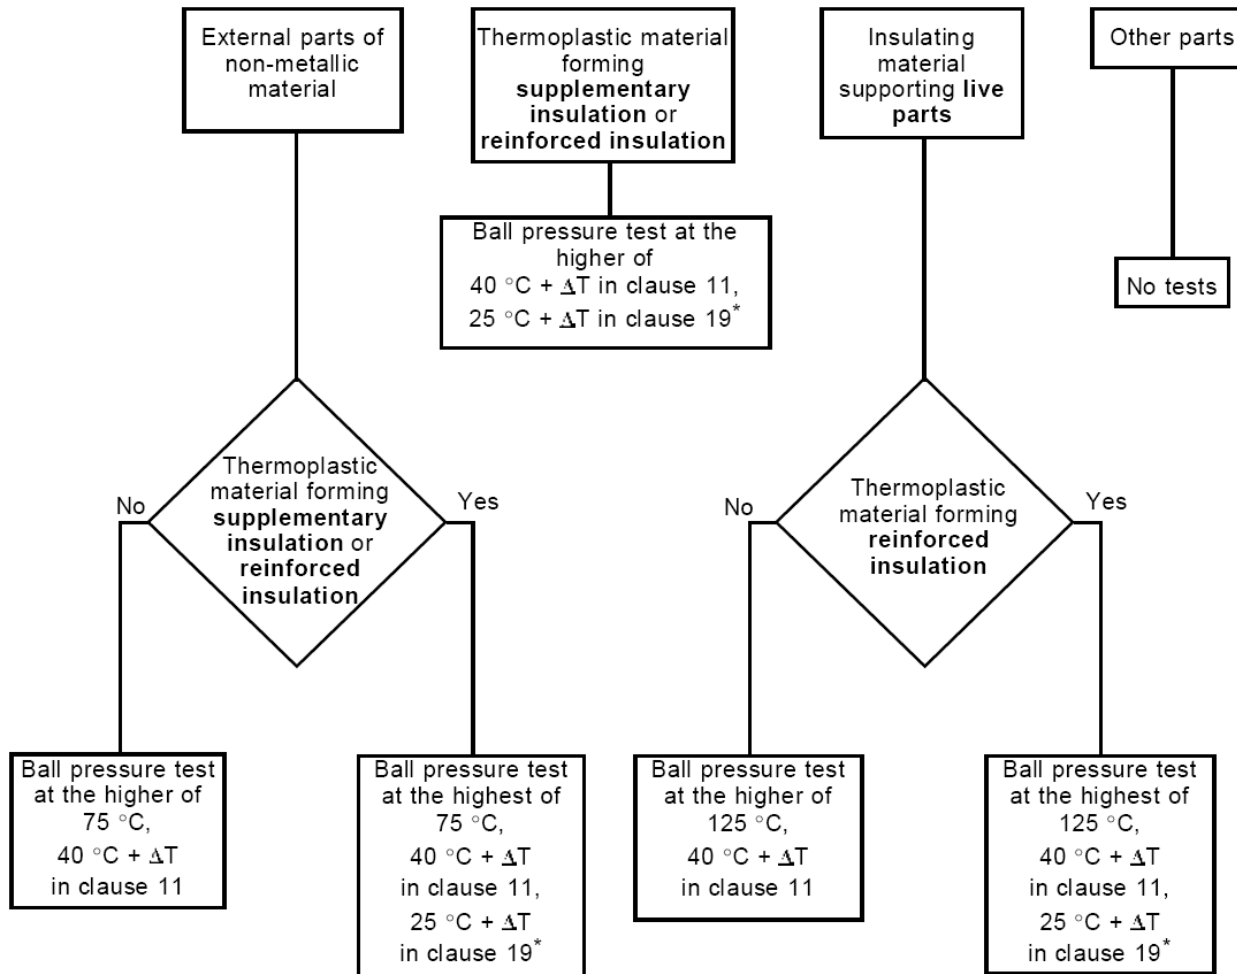 External parts of
non-metallic
material
Thermoplastic material
forming
supplementary
insulation or
reinforced insulation
Insulating
material
supporting live
parts
Other parts
Ball pressure test at the
higher of
40 °C + ΔT in clause 11,
25 °C + ΔT in clause 19*
No tests
Thermoplastic
material forming
supplementary
insulation or
reinforced
insulation
No
Yes
Thermoplastic
material forming
reinforced
insulation
No
Yes
Ball pressure test
at the higher of
75 °C,
40 °C + ΔT
in clause 11
Ball pressure test
at the highest of
75 °C,
40 °C + ΔT
in clause 11,
25 °C + ΔT
in clause 19*
Ball pressure test
at the higher of
125 °C,
40 °C + ΔT
in clause 11
Ball pressure test
at the highest of
125 °C,
40 °C + ΔT
in clause 11,
25 °C + ΔT
in clause 19*